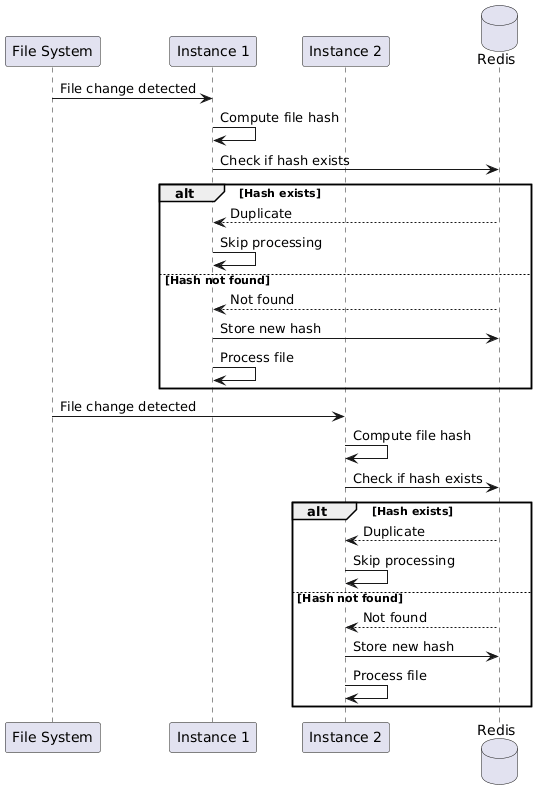 File System
Instance 1
Instance 2
Redis
File change detected
Compute file hash
Check if hash exists
alt
[Hash exists]
Duplicate
Skip processing
[Hash not found]
Not found
Store new hash
Process file
File change detected
Compute file hash
Check if hash exists
alt
[Hash exists]
Duplicate
Skip processing
[Hash not found]
Not found
Store new hash
Process file
File System
Instance 1
Instance 2
Redis